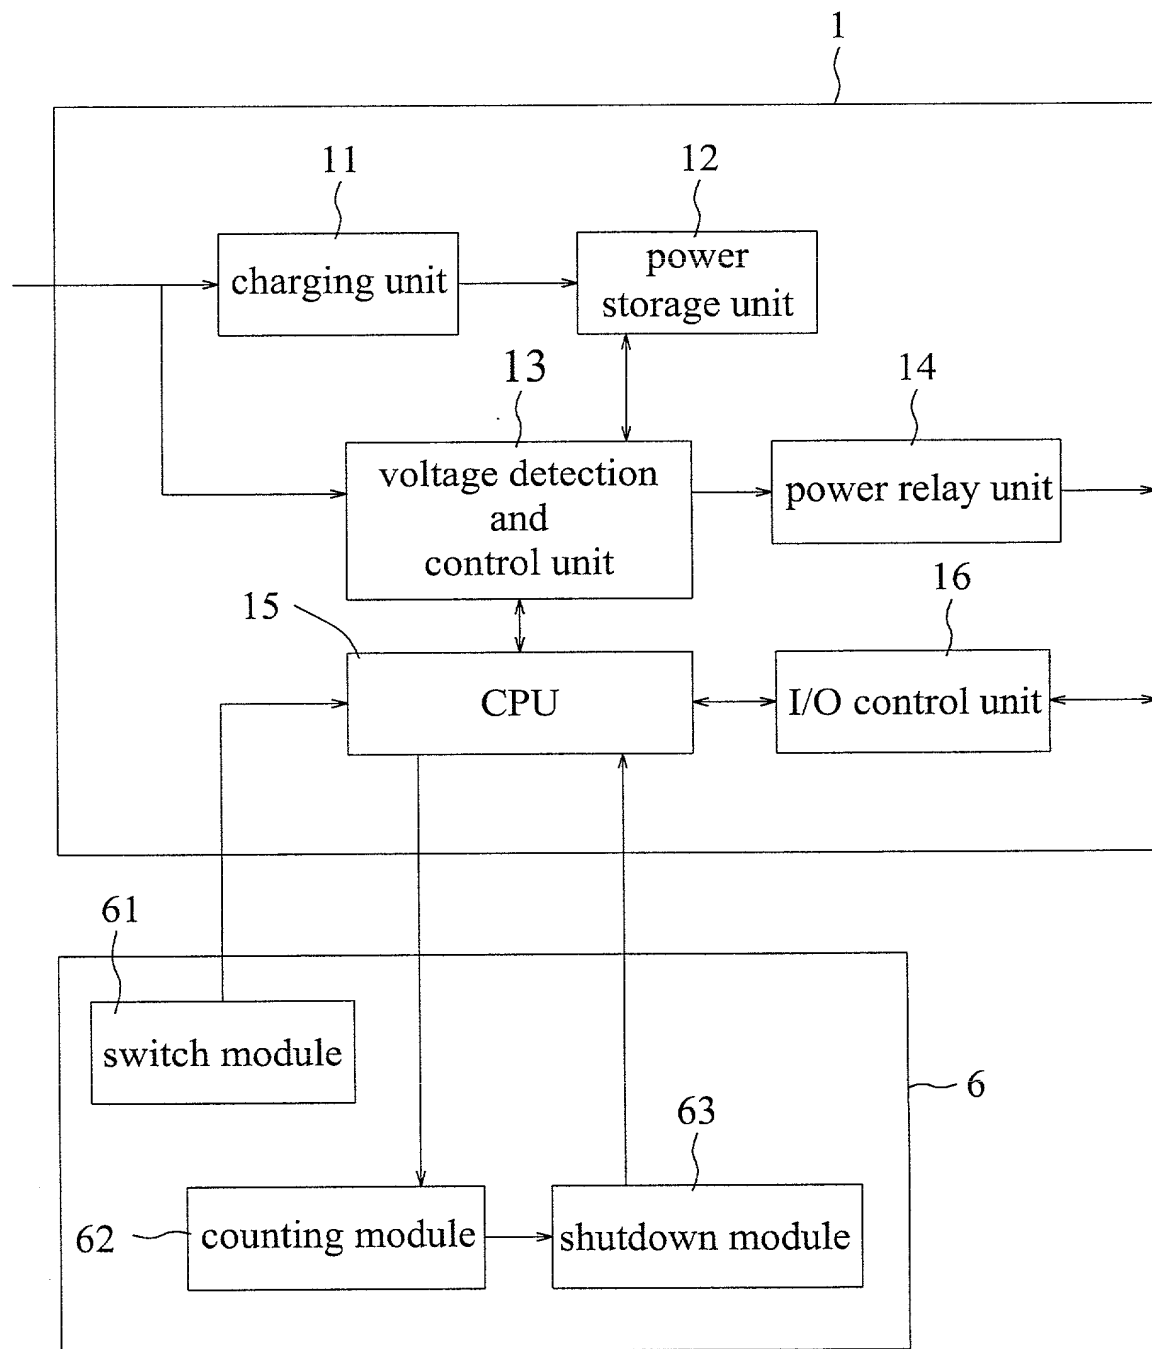 1
11
12
charging unit
power
storage unit
13
14
voltage detection
and
control unit
power relay unit
15
16
CPU
I/O control unit
61
switch module
6
63
62
counting module
shutdown module